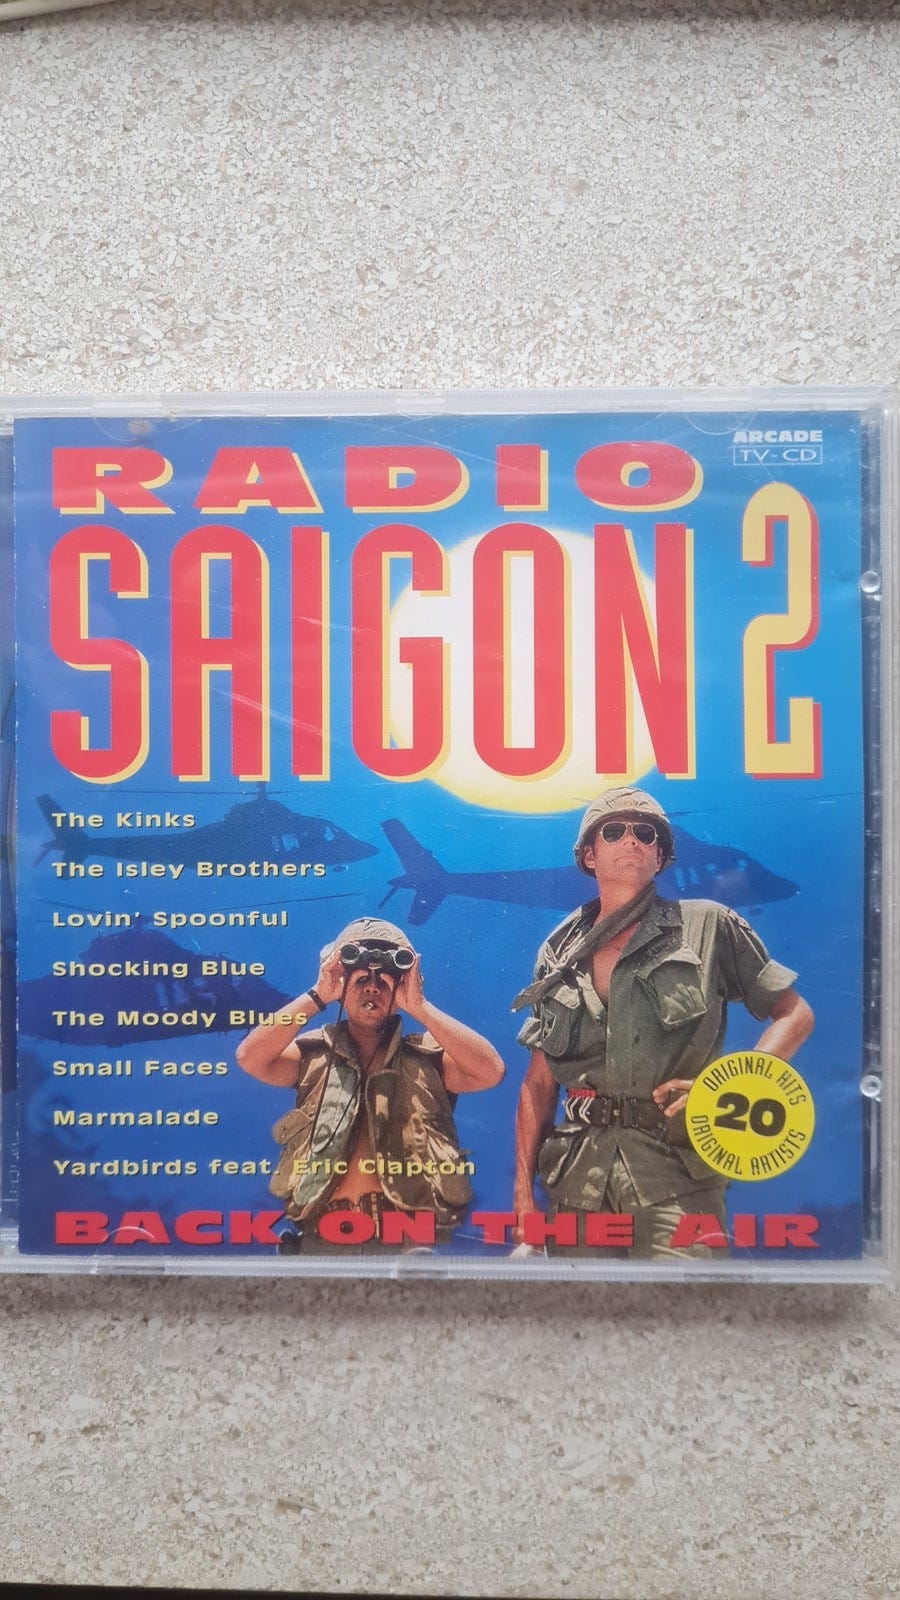 ARCADE
TV-CD
RADIO
SAIGON 2
The Kinks
The Isley Brothers
Lovin' Spoonful
Shocking Blue
The Moody Blues
Small Faces
Marmalade
Yardbirds feat. Eric Clapton
ORIGINAL HITS
20
ORIGINAL ARTISTS
BACK ON THE AIR